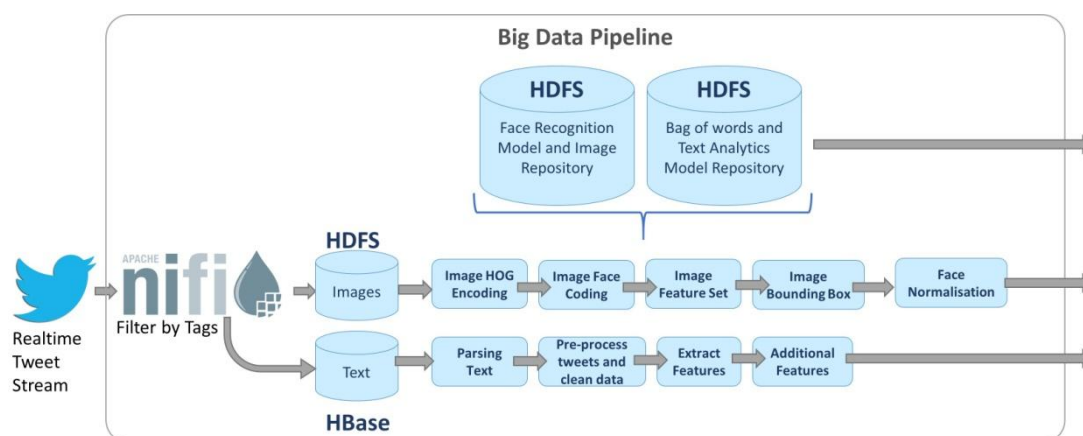 Big Data Pipeline
HDFS
Face Recognition
Model and Image
Repository
HDFS
Bag of words and
Text Analytics
Model Repository
HDFS
Images
APACHE
nifi
Filter by Tags
Realtime
Tweet
Stream
Image HOG
Encoding
Image Face
Coding
Image
Feature Set
Image
Bounding Box
Face
Normalisation
Text
HBase
Parsing
Text
Pre-process
tweets and
clean data
Extract
Features
Additional
Features